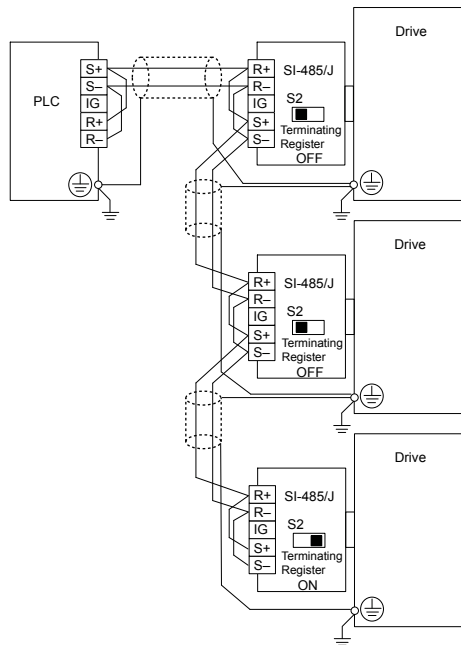 PLC
S+
S–
IG
R+
R–
R+
R–
IG
S+
S–
SI-485/J
S2
Terminating
Register
OFF
Drive
R+
R–
IG
S+
S–
SI-485/J
S2
Terminating
Register
OFF
Drive
R+
R–
IG
S+
S–
SI-485/J
S2
Terminating
Register
ON
Drive